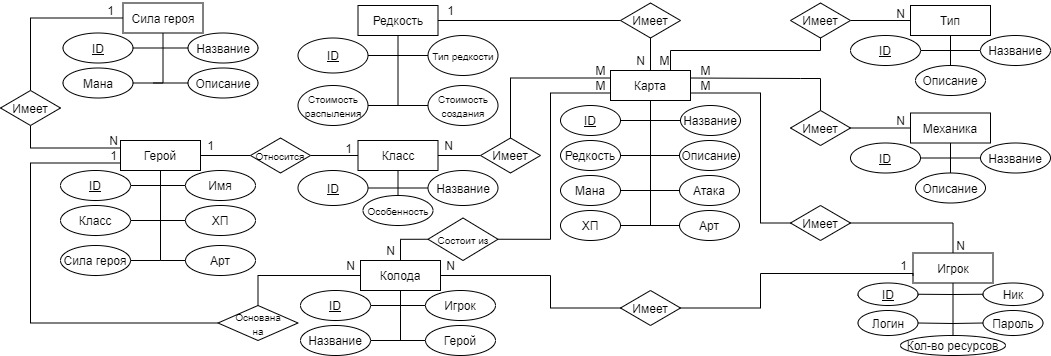 1
Сила героя
ID
Название
Мана
Описание
Имеет
N
Редкость
1
ID
Тип редкости
Стоимость
распыления
Стоимость
создания
Имеет
N
M
Имеет
N
Тип
ID
Название
Описание
M
Карта
M
M
M
ID
Название
Редкость
Описание
Мана
Атака
ХП
Арт
Имеет
N
Механика
ID
Название
Описание
1
Герой
1
Относится
1
Класс
N
Имеет
ID
Имя
Класс
ХП
Сила героя
Арт
ID
Название
Особенность
Состоит из
N
Имеет
N
N
Колода
N
Основана
на
ID
Игрок
Название
Герой
Имеет
1
Игрок
ID
Ник
Логин
Пароль
Кол-во ресурсов